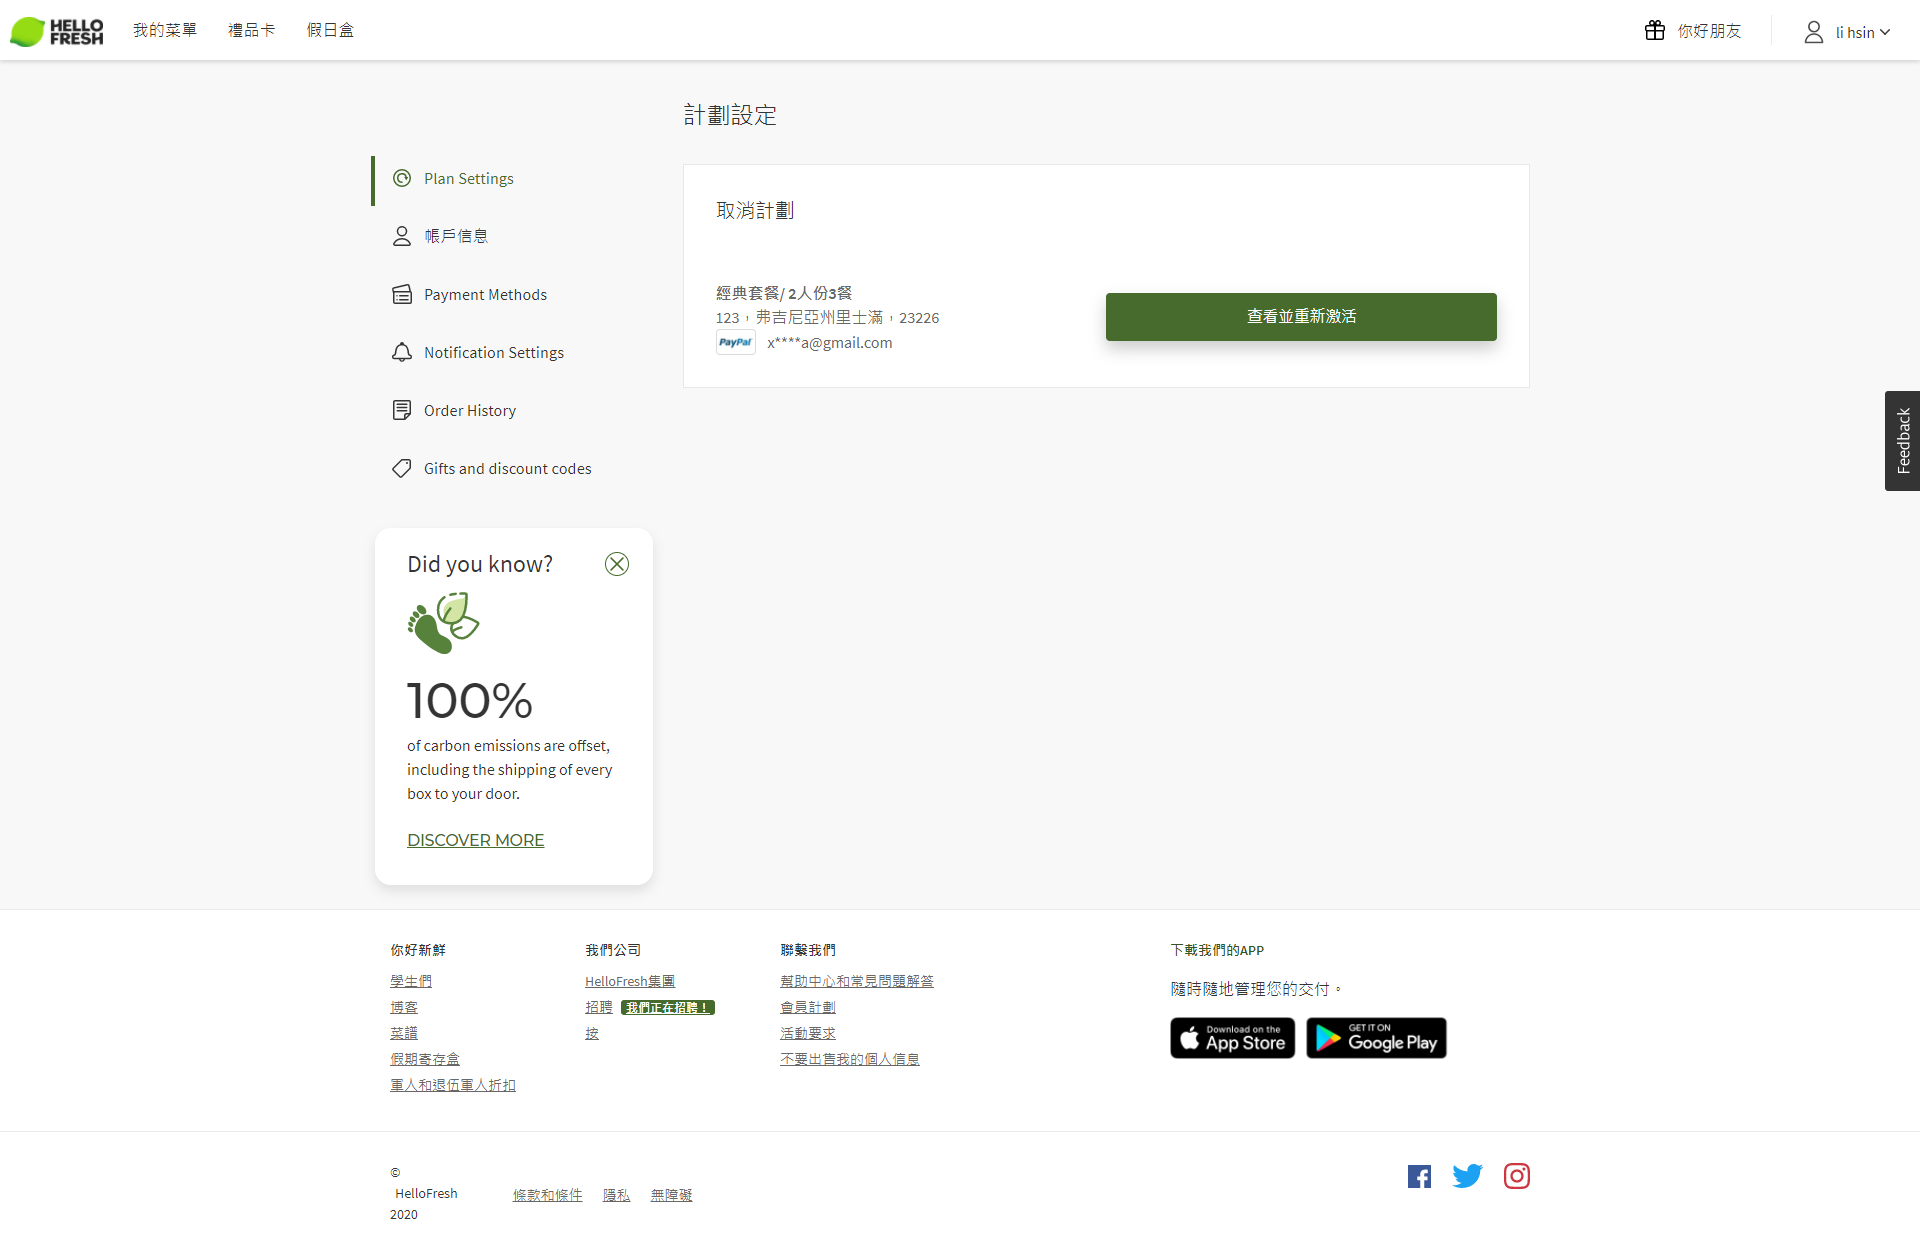 HELLO
FRESH
我的菜單
禮品卡
假日盒
你好朋友
li hsin
計劃設定
Plan Settings
帳戶信息
Payment Methods
Notification Settings
Order History
Gifts and discount codes
取消計劃
經典套餐/ 2人份3餐
123，弗吉尼亞州里士滿，23226
PayPal x****a@gmail.com
查看並重新激活
Feedback
Did you know?
100%
of carbon emissions are offset,
including the shipping of every
box to your door.
DISCOVER MORE
你好新鮮
學生們
博客
菜譜
假期寄存盒
軍人和退伍軍人折扣
我們公司
HelloFresh集團
招聘 我們正在招聘！
按
聯繫我們
幫助中心和常見問題解答
會員計劃
活動要求
不要出售我的個人信息
下載我們的APP
隨時隨地管理您的交付。
Download on the
App Store
GET IT ON
Google Play
©
HelloFresh
2020
條款和條件
隱私
無障礙